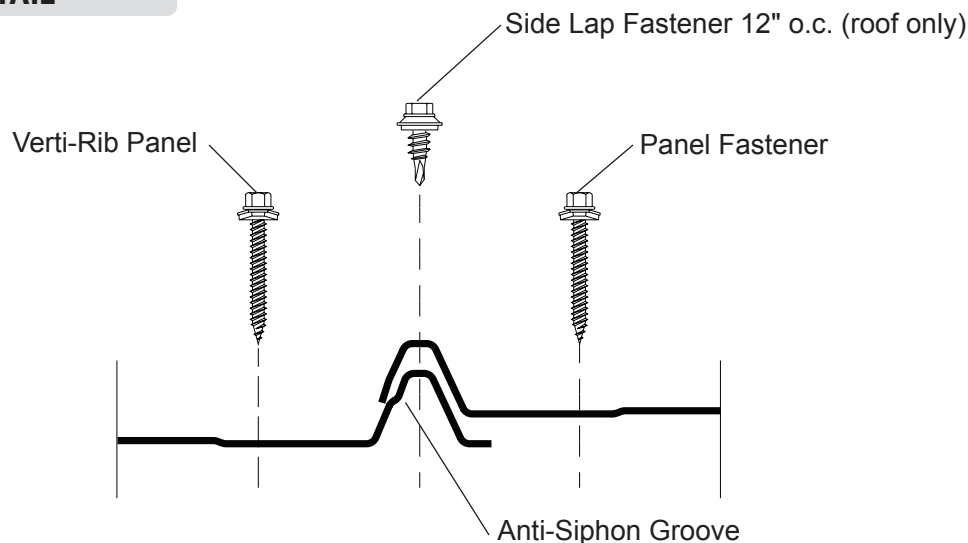 Side Lap Fastener 12" o.c. (roof only)
Verti-Rib Panel
Panel Fastener
Anti-Siphon Groove